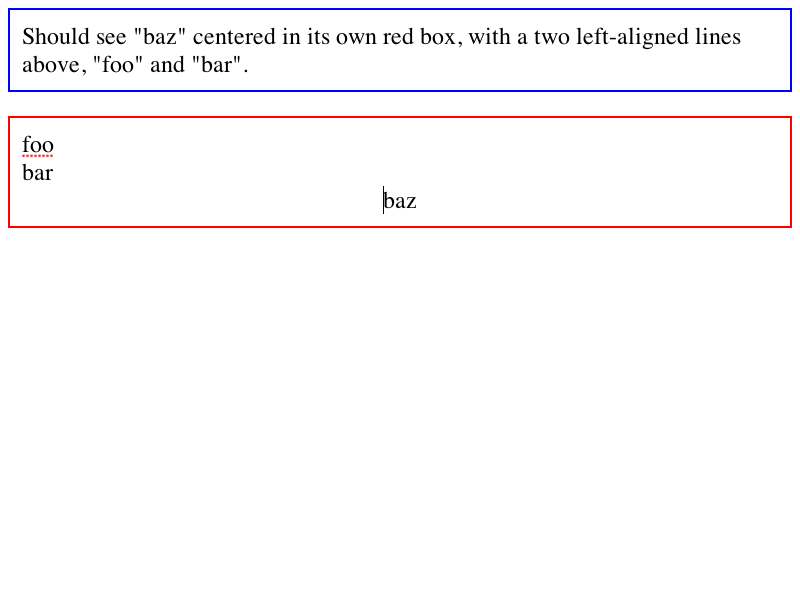 Should see "baz" centered in its own red box, with a two left-aligned lines
above, "foo" and "bar".
foo
bar
baz